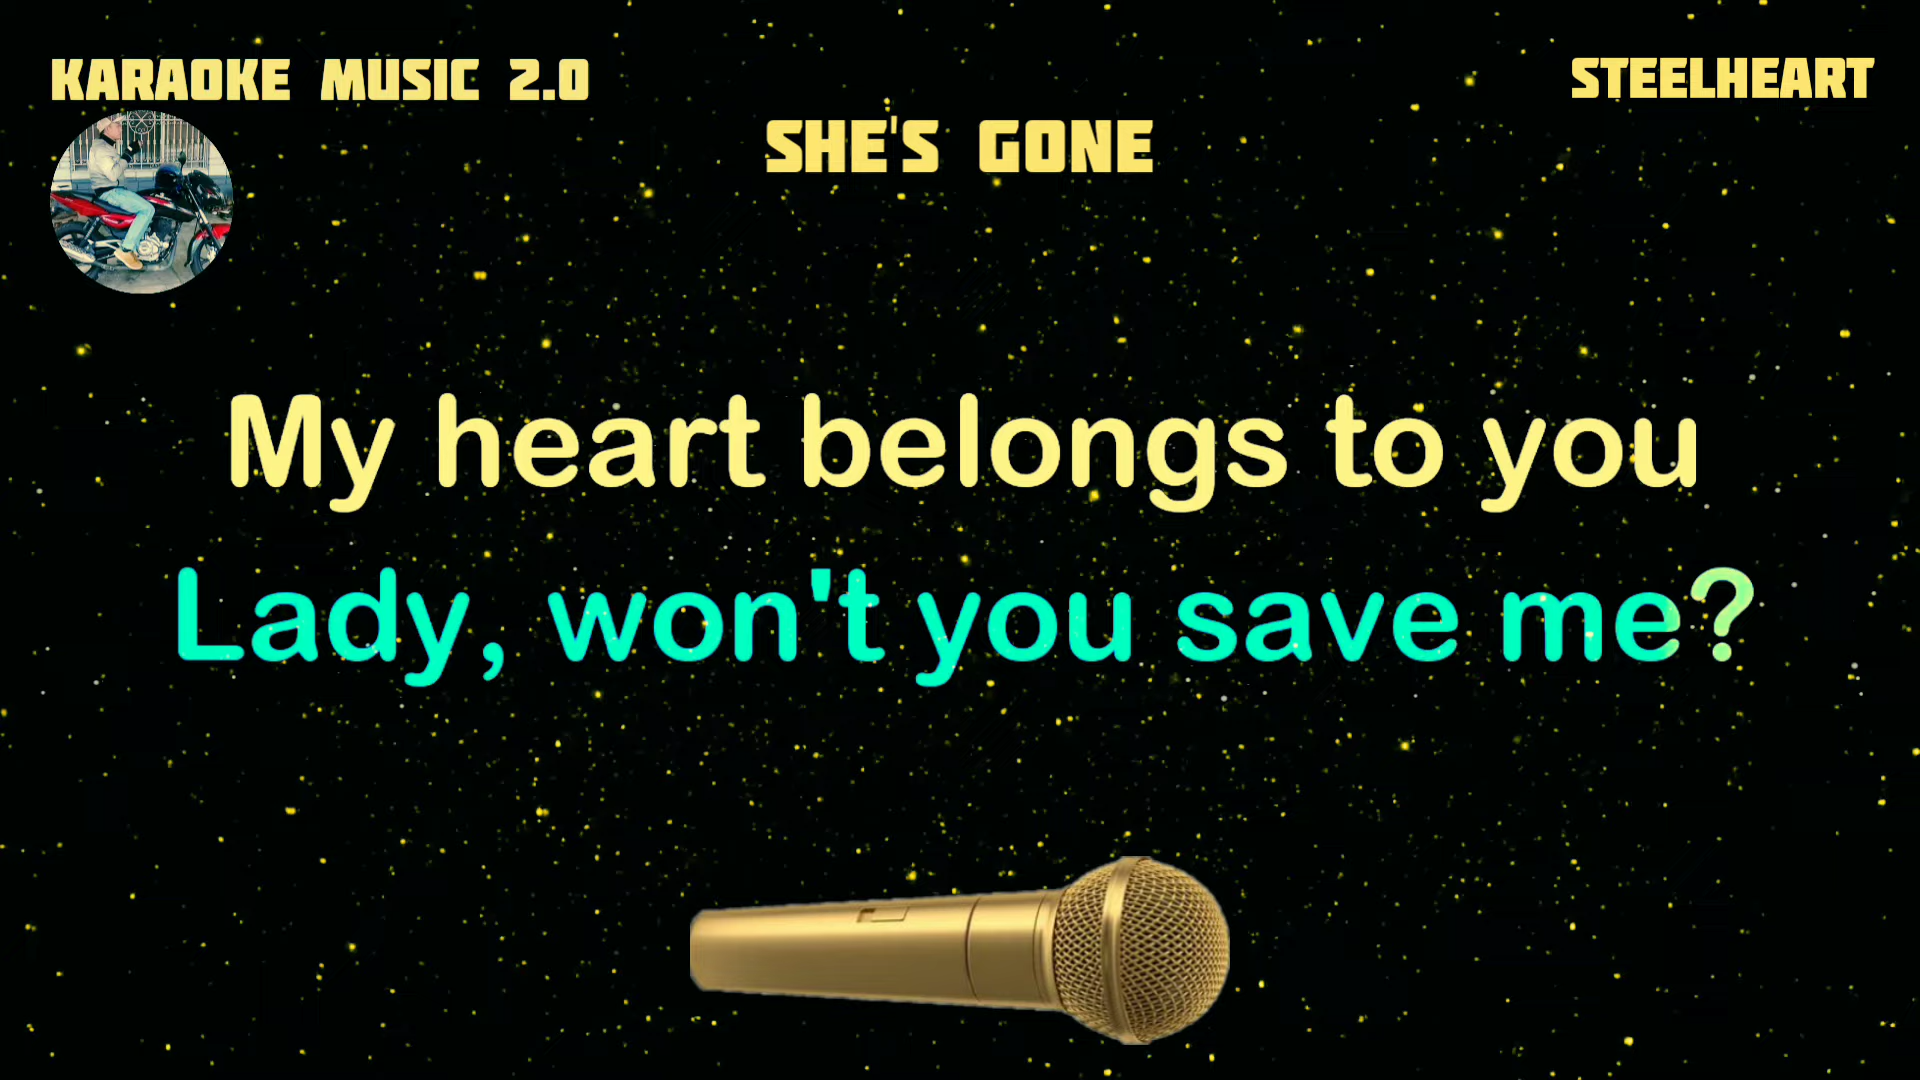 KARAOKE MUSIC 2.0
STEELHEART
SHE'S GONE
My heart belongs to you
Lady, won't you save me?